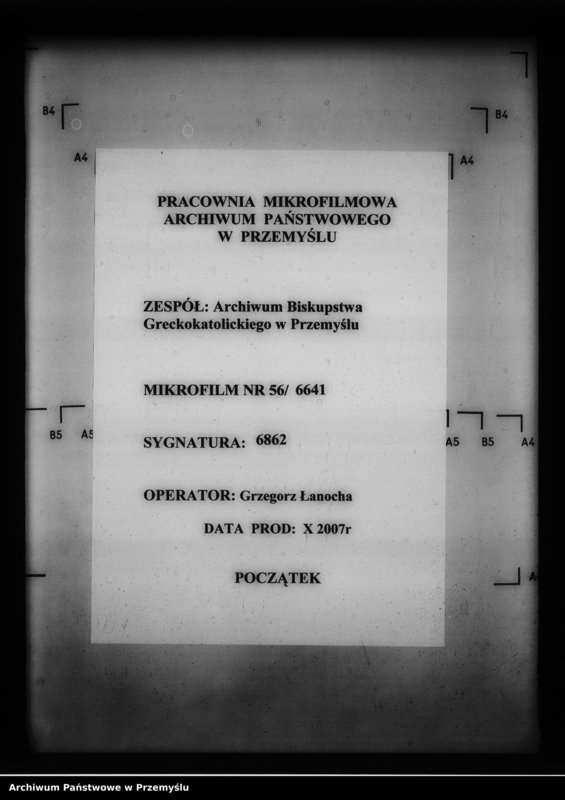 B4
B4
A4
A4
PRACOWNIA MIKROFILMOWA
ARCHIWUM PAŃSTWOWEGO
W PRZEMYŚLU
ZESPÓŁ: Archiwum Biskupstwa
Greckokatolickiego w Przemyślu
MIKROFILM NR 56/ 6641
B5 A5
A5 B5 A4
SYGNATURA: 6862
OPERATOR: Grzegorz Łanocha
DATA PROD: X 2007r
POCZĄTEK
A
Archiwum Państwowe w Przemyślu